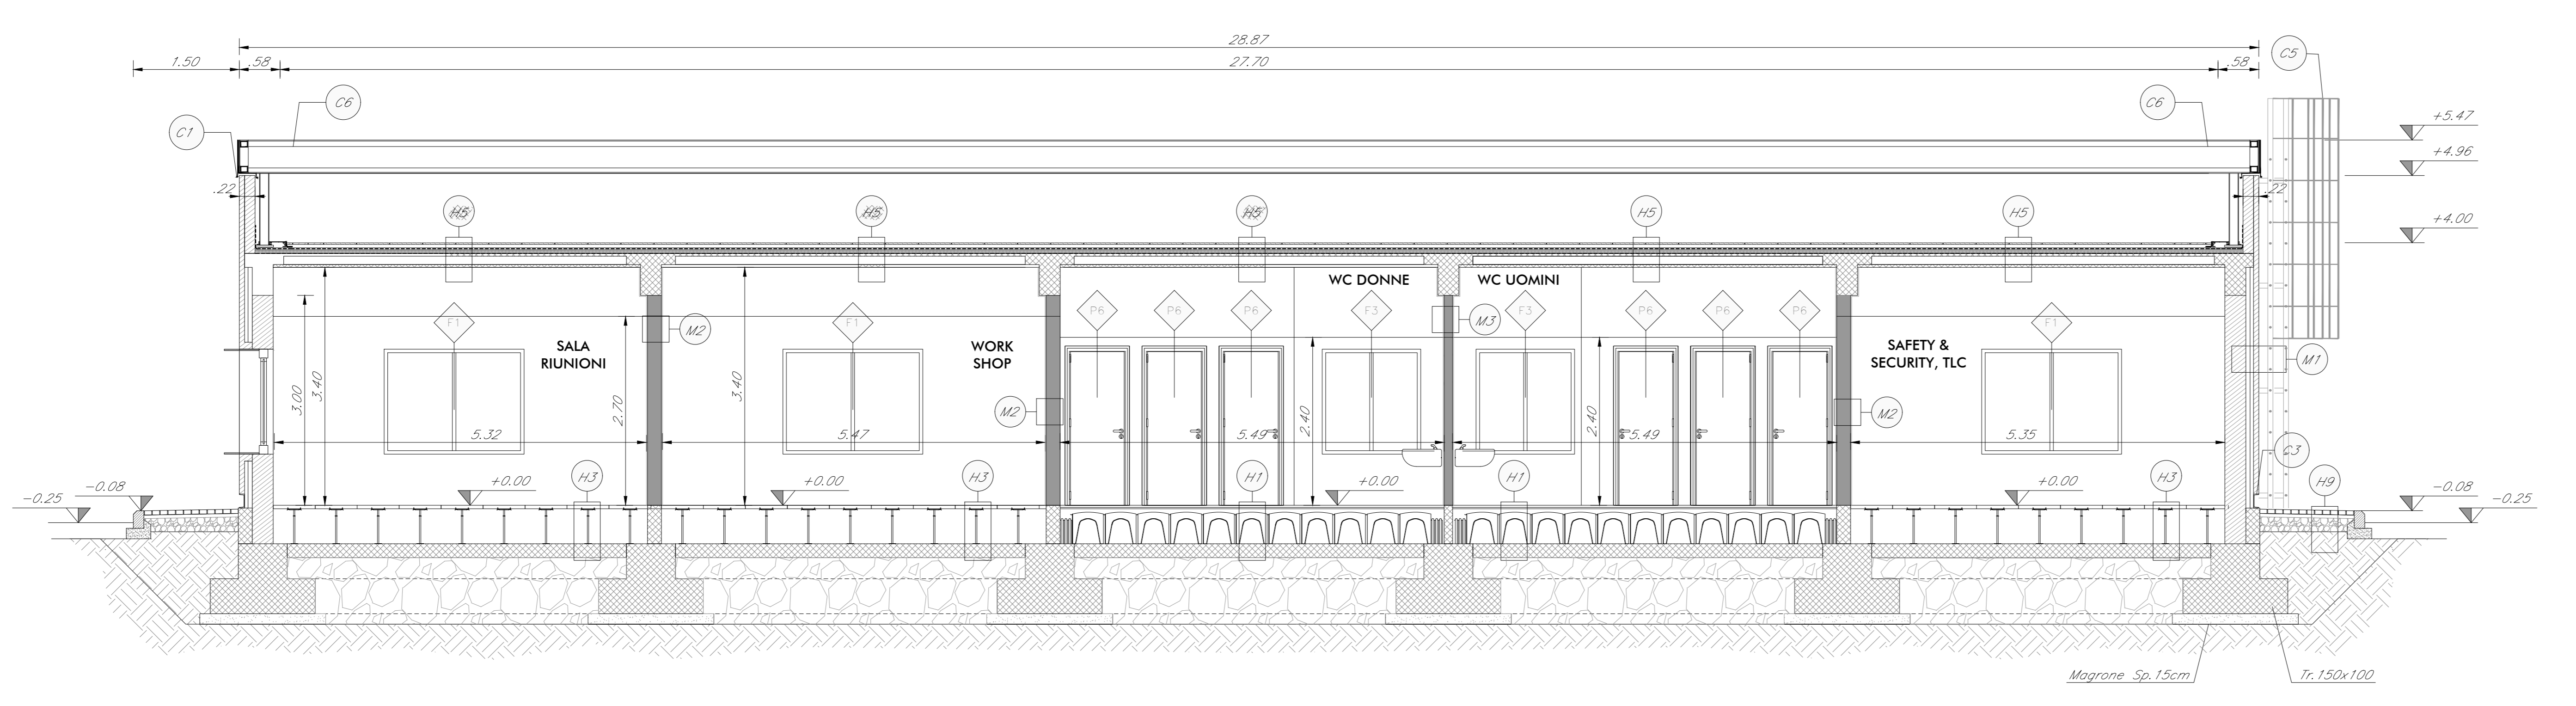 28.87
1.50 .58 27.70 .58
C5
C6 C6
C1
+5.47
+4.96
.22 .22
H5 H5 H5 H5 H5
+4.00
WC DONNE WC UOMINI
P6 P6 P6 F3 F3 P6 P6 P6
F1 F1 F1
M2 M3
SALA
RIUNIONI
WORK
SHOP
SAFETY &
SECURITY, TLC
M1
3.00 3.40 2.70 3.40 2.40 2.40
M2 M2
5.32 5.47 5.49 5.49 5.35
C3
H3 H3 H1 H1 H3 H9
+0.00 +0.00 +0.00 +0.00
-0.25 -0.08 -0.08 -0.25
Magrone Sp.15cm Tr.150x100